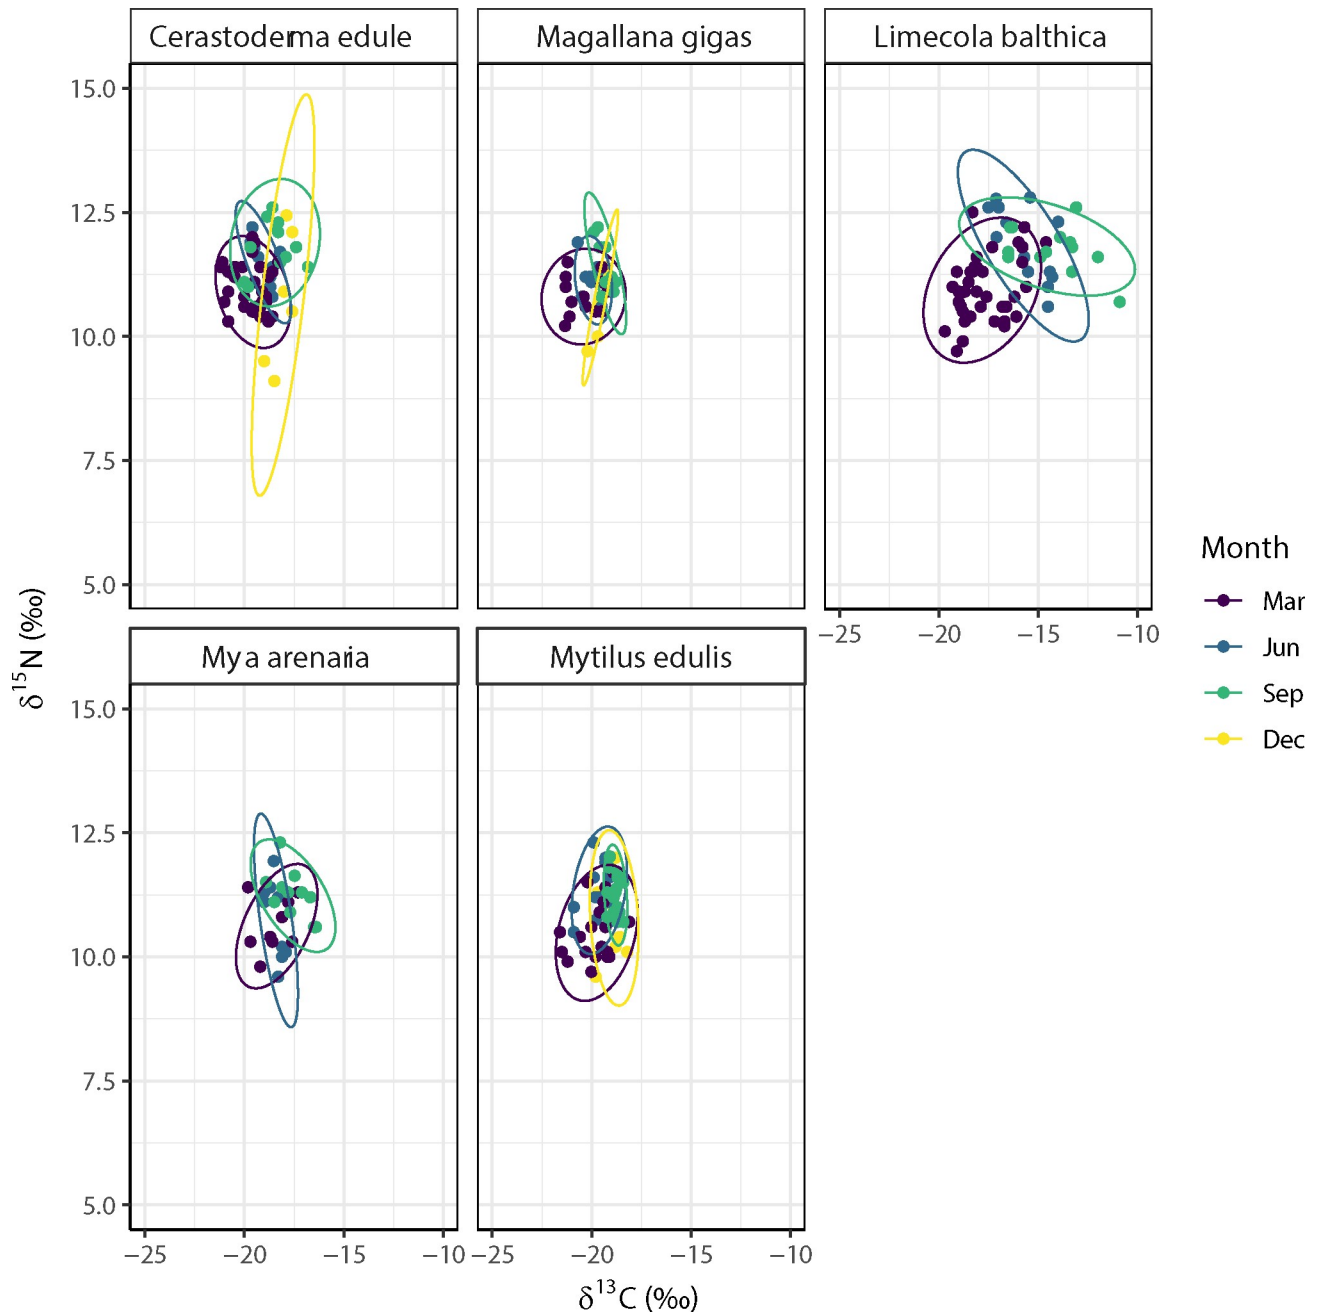 Cerastoderma edule
Magallana gigas
Limecola balthica
15.0
12.5
10.0
7.5
5.0
−25
−20
−15
−10
Mya arenaria
Mytilus edulis
15.0
12.5
10.0
7.5
5.0
−25
−20
−15
−10
−25
−20
−15
−10
δ¹³C (‰)
δ¹⁵N (‰)
Month
Mar
Jun
Sep
Dec